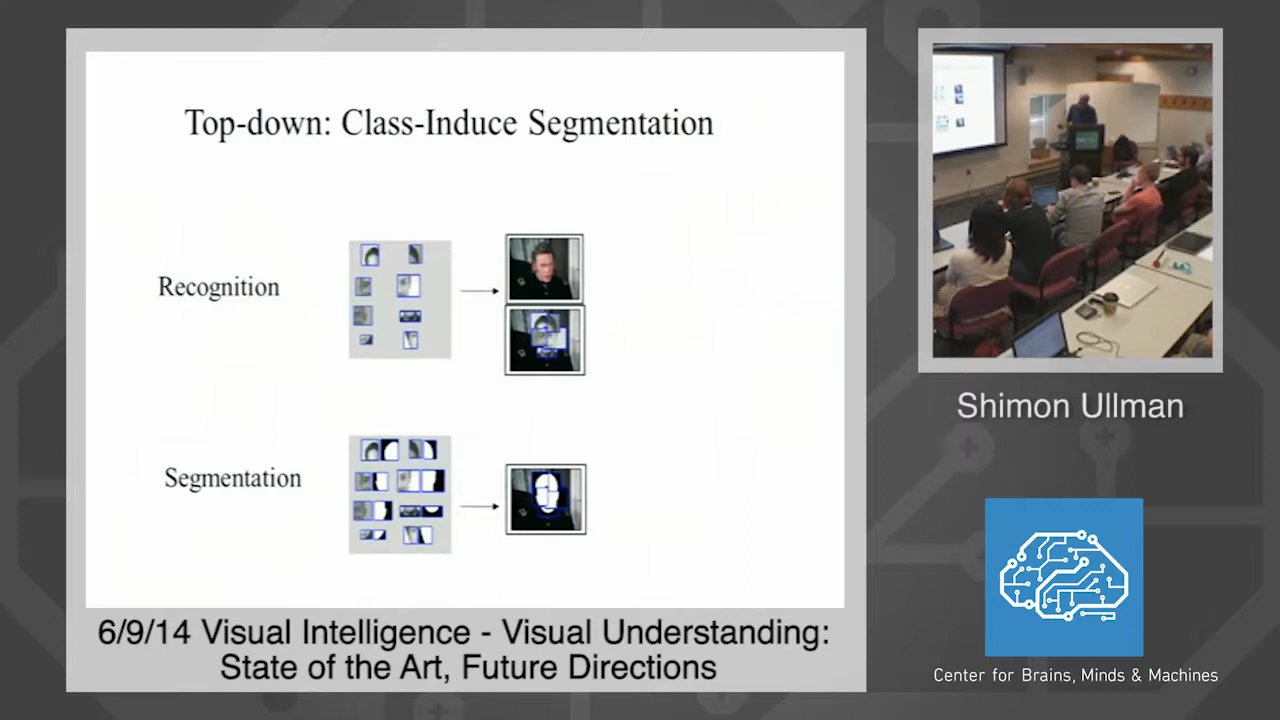 Top-down: Class-Induce Segmentation
Recognition
Segmentation
6/9/14 Visual Intelligence - Visual Understanding:
State of the Art, Future Directions
Shimon Ullman
Center for Brains, Minds & Machines